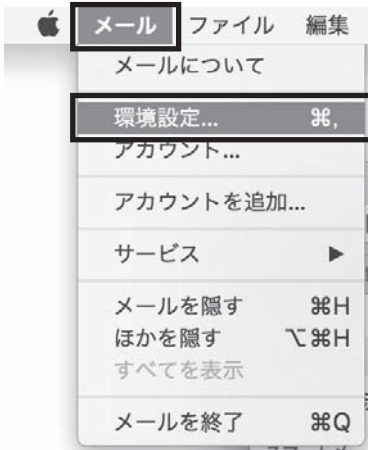 メール ファイル 編集
メールについて
環境設定... ⌘,
アカウント...
アカウントを追加...
サービス ▶
メールを隠す ⌘H
ほかを隠す ⌥⌘H
すべてを表示
メールを終了 ⌘Q